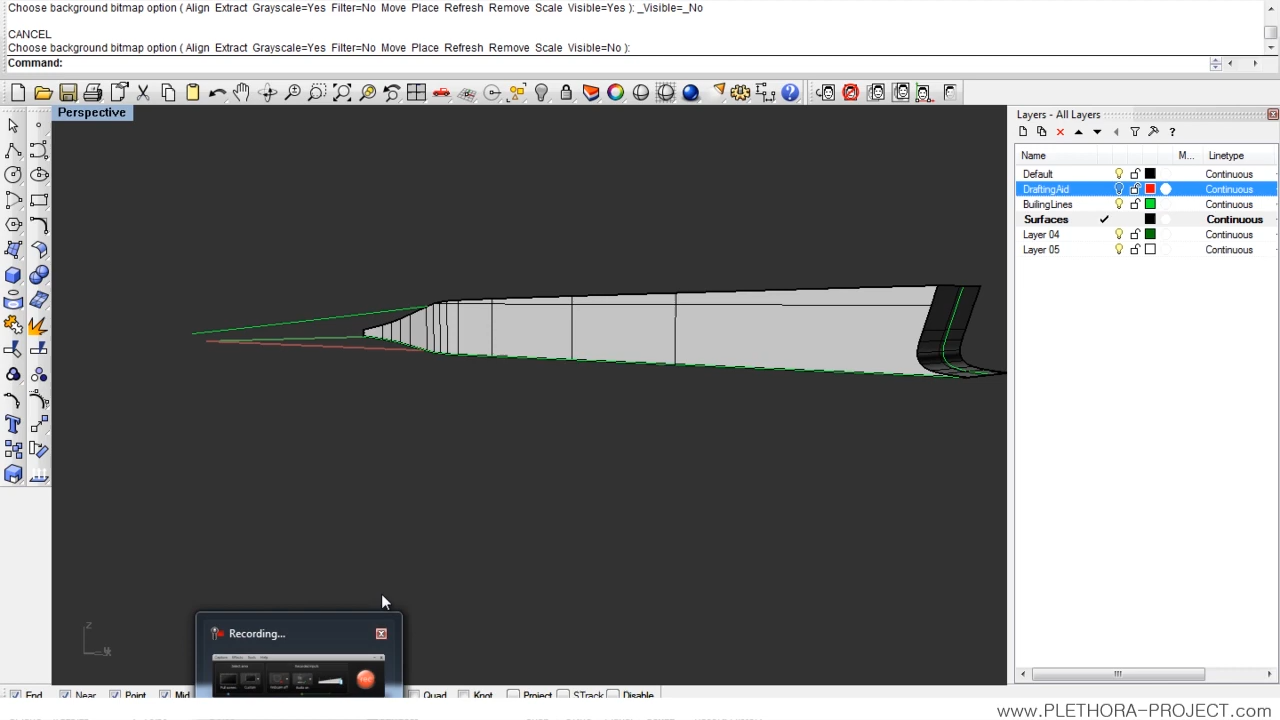 Choose background bitmap option ( Align Extract Grayscale=Yes Filter=No Move Place Refresh Remove Scale Visible=Yes ): _Visible=_No
CANCEL
Choose background bitmap option ( Align Extract Grayscale=Yes Filter=No Move Place Refresh Remove Scale Visible=No ):
Command:
Perspective
Layers - All Layers
Name M... Linetype
Default Continuous
DraftingAid Continuous
BuilingLines Continuous
Surfaces Continuous
Layer 04 Continuous
Layer 05 Continuous
z
Recording...
End Near Point Mid Quad Knot Project STrack Disable
www.PLETHORA-PROJECT.com